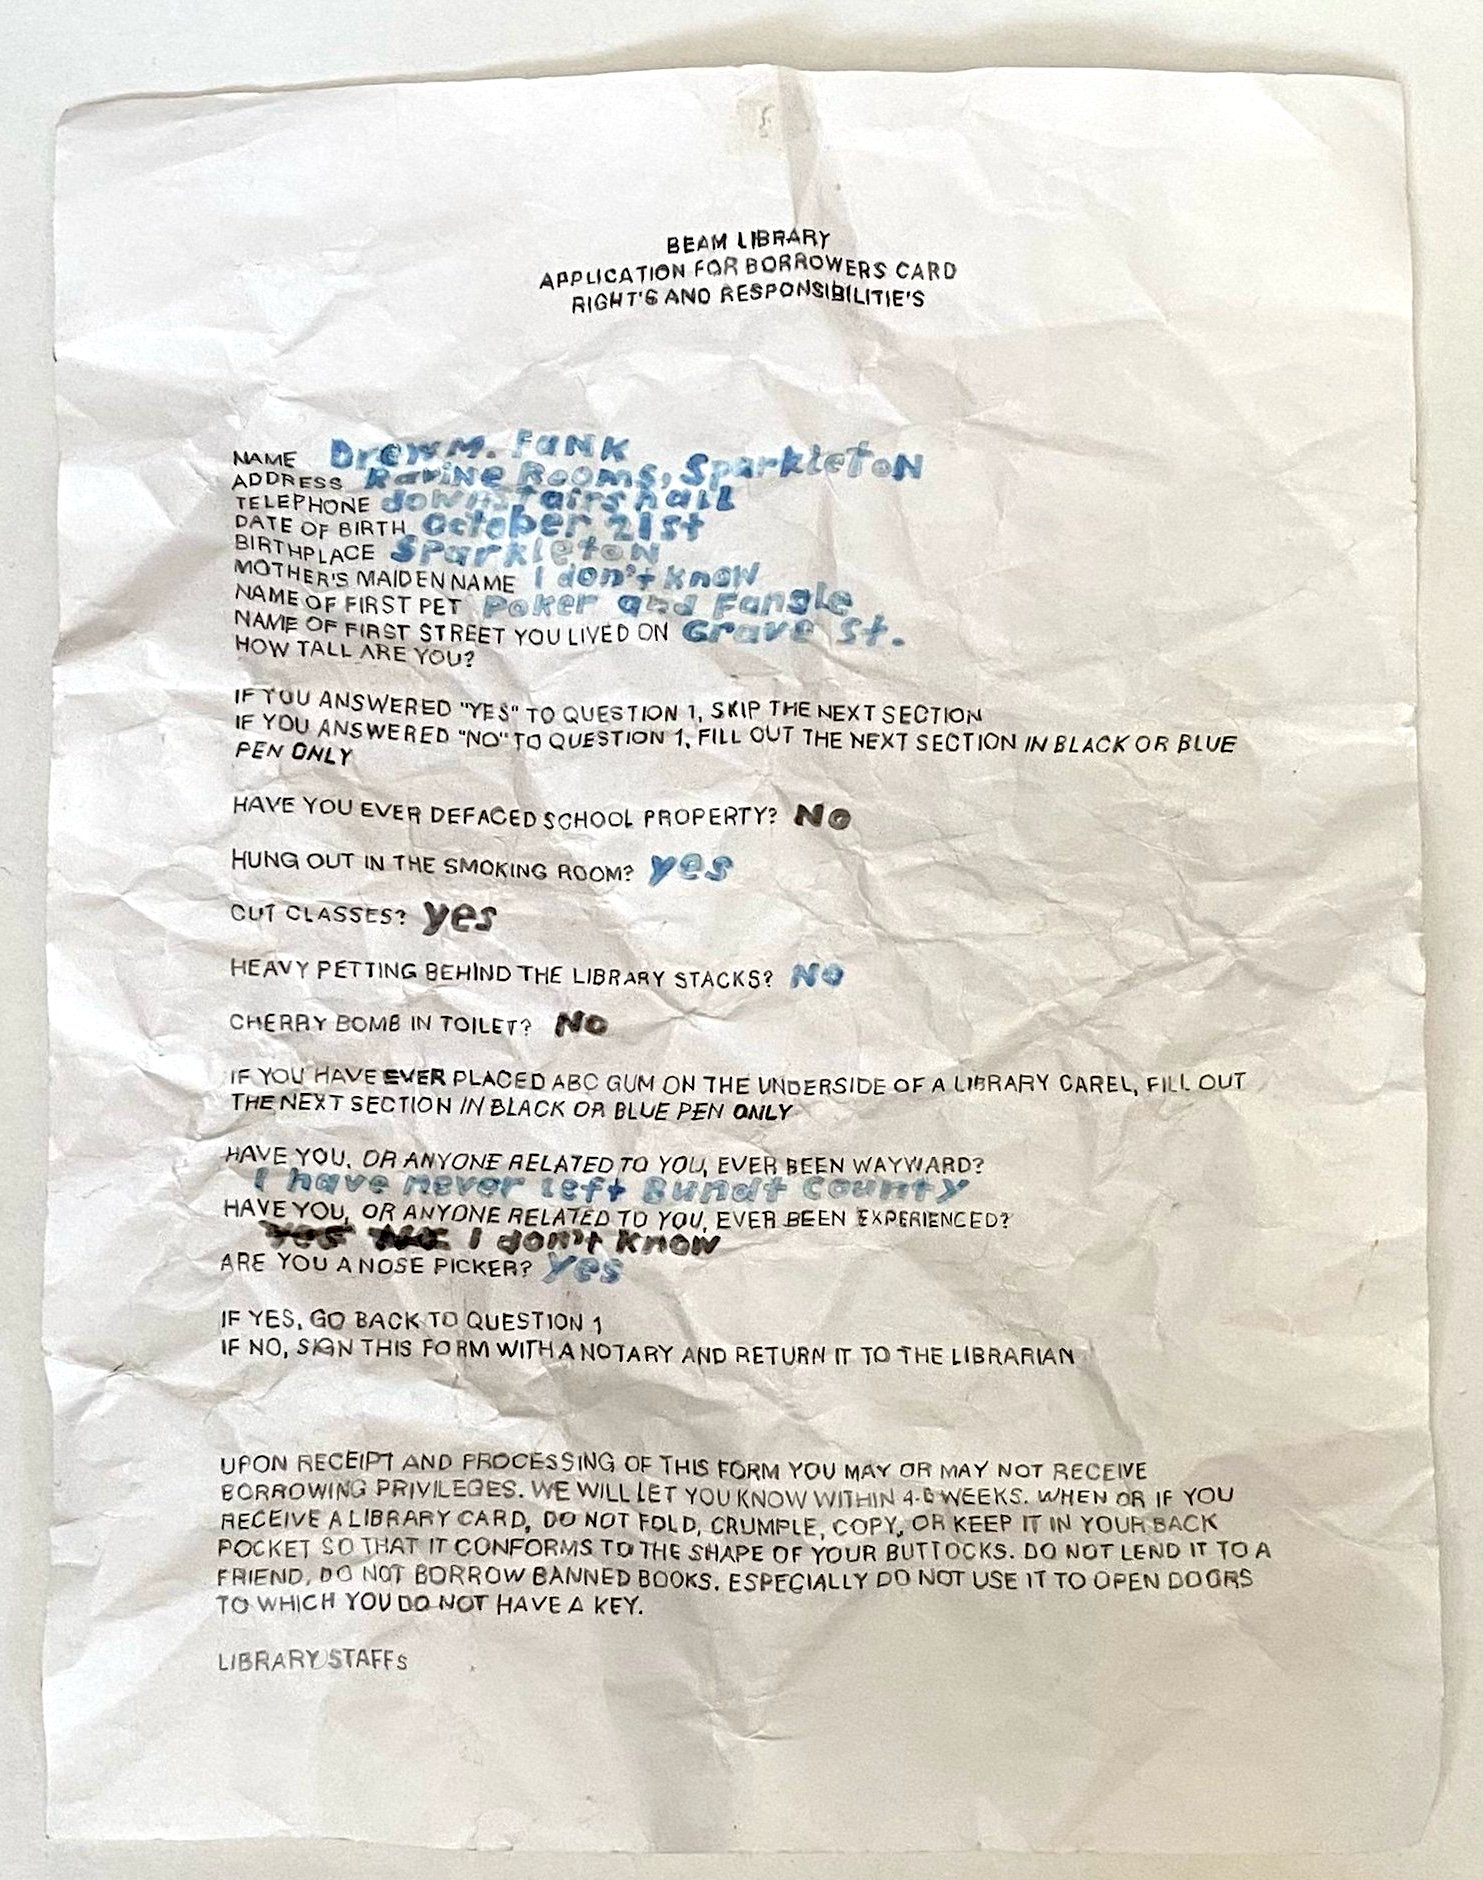 BEAM LIBRARY
APPLICATION FOR BORROWERS CARD
RIGHT'S AND RESPONSIBILITIE'S
NAME Drew M. Fank
ADDRESS Ravine Rooms, Sparkleton
TELEPHONE downstairs hall
DATE OF BIRTH October 21st
BIRTHPLACE Sparkleton
MOTHER'S MAIDEN NAME I don't know
NAME OF FIRST PET Poker and Fangle
NAME OF FIRST STREET YOU LIVED ON Grave St.
HOW TALL ARE YOU?
IF YOU ANSWERED "YES" TO QUESTION 1, SKIP THE NEXT SECTION
IF YOU ANSWERED "NO" TO QUESTION 1, FILL OUT THE NEXT SECTION IN BLACK OR BLUE
PEN ONLY
HAVE YOU EVER DEFACED SCHOOL PROPERTY? No
HUNG OUT IN THE SMOKING ROOM? yes
CUT CLASSES? yes
HEAVY PETTING BEHIND THE LIBRARY STACKS? No
CHERRY BOMB IN TOILET? No
IF YOU HAVE EVER PLACED ABC GUM ON THE UNDERSIDE OF A LIBRARY CAREL, FILL OUT
THE NEXT SECTION IN BLACK OR BLUE PEN ONLY
HAVE YOU, OR ANYONE RELATED TO YOU, EVER BEEN WAYWARD?
I have never left Bundt County
HAVE YOU, OR ANYONE RELATED TO YOU, EVER BEEN EXPERIENCED?
Yes No I don't know
ARE YOU A NOSE PICKER? yes
IF YES, GO BACK TO QUESTION 1
IF NO, SIGN THIS FORM WITH A NOTARY AND RETURN IT TO THE LIBRARIAN
UPON RECEIPT AND PROCESSING OF THIS FORM YOU MAY OR MAY NOT RECEIVE
BORROWING PRIVILEGES. WE WILL LET YOU KNOW WITHIN 4-6 WEEKS. WHEN OR IF YOU
RECEIVE A LIBRARY CARD, DO NOT FOLD, CRUMPLE, COPY, OR KEEP IT IN YOUR BACK
POCKET SO THAT IT CONFORMS TO THE SHAPE OF YOUR BUTTOCKS. DO NOT LEND IT TO A
FRIEND, DO NOT BORROW BANNED BOOKS. ESPECIALLY DO NOT USE IT TO OPEN DOORS
TO WHICH YOU DO NOT HAVE A KEY.
LIBRARY STAFFs